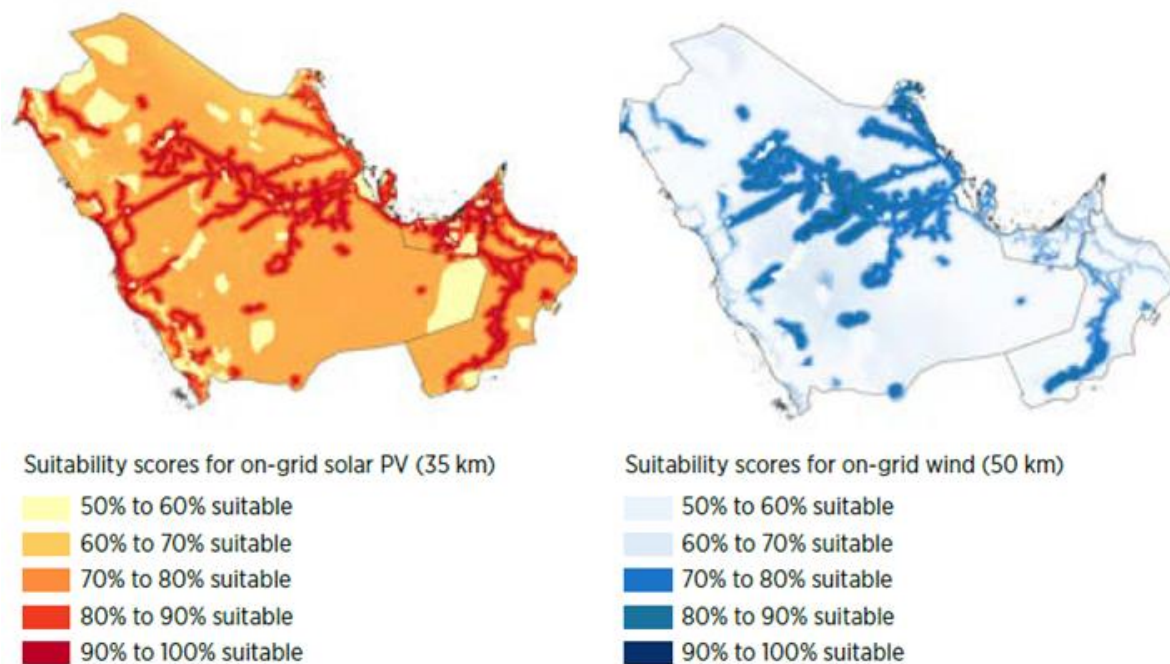 Suitability scores for on-grid solar PV (35 km)
50% to 60% suitable
60% to 70% suitable
70% to 80% suitable
80% to 90% suitable
90% to 100% suitable
Suitability scores for on-grid wind (50 km)
50% to 60% suitable
60% to 70% suitable
70% to 80% suitable
80% to 90% suitable
90% to 100% suitable